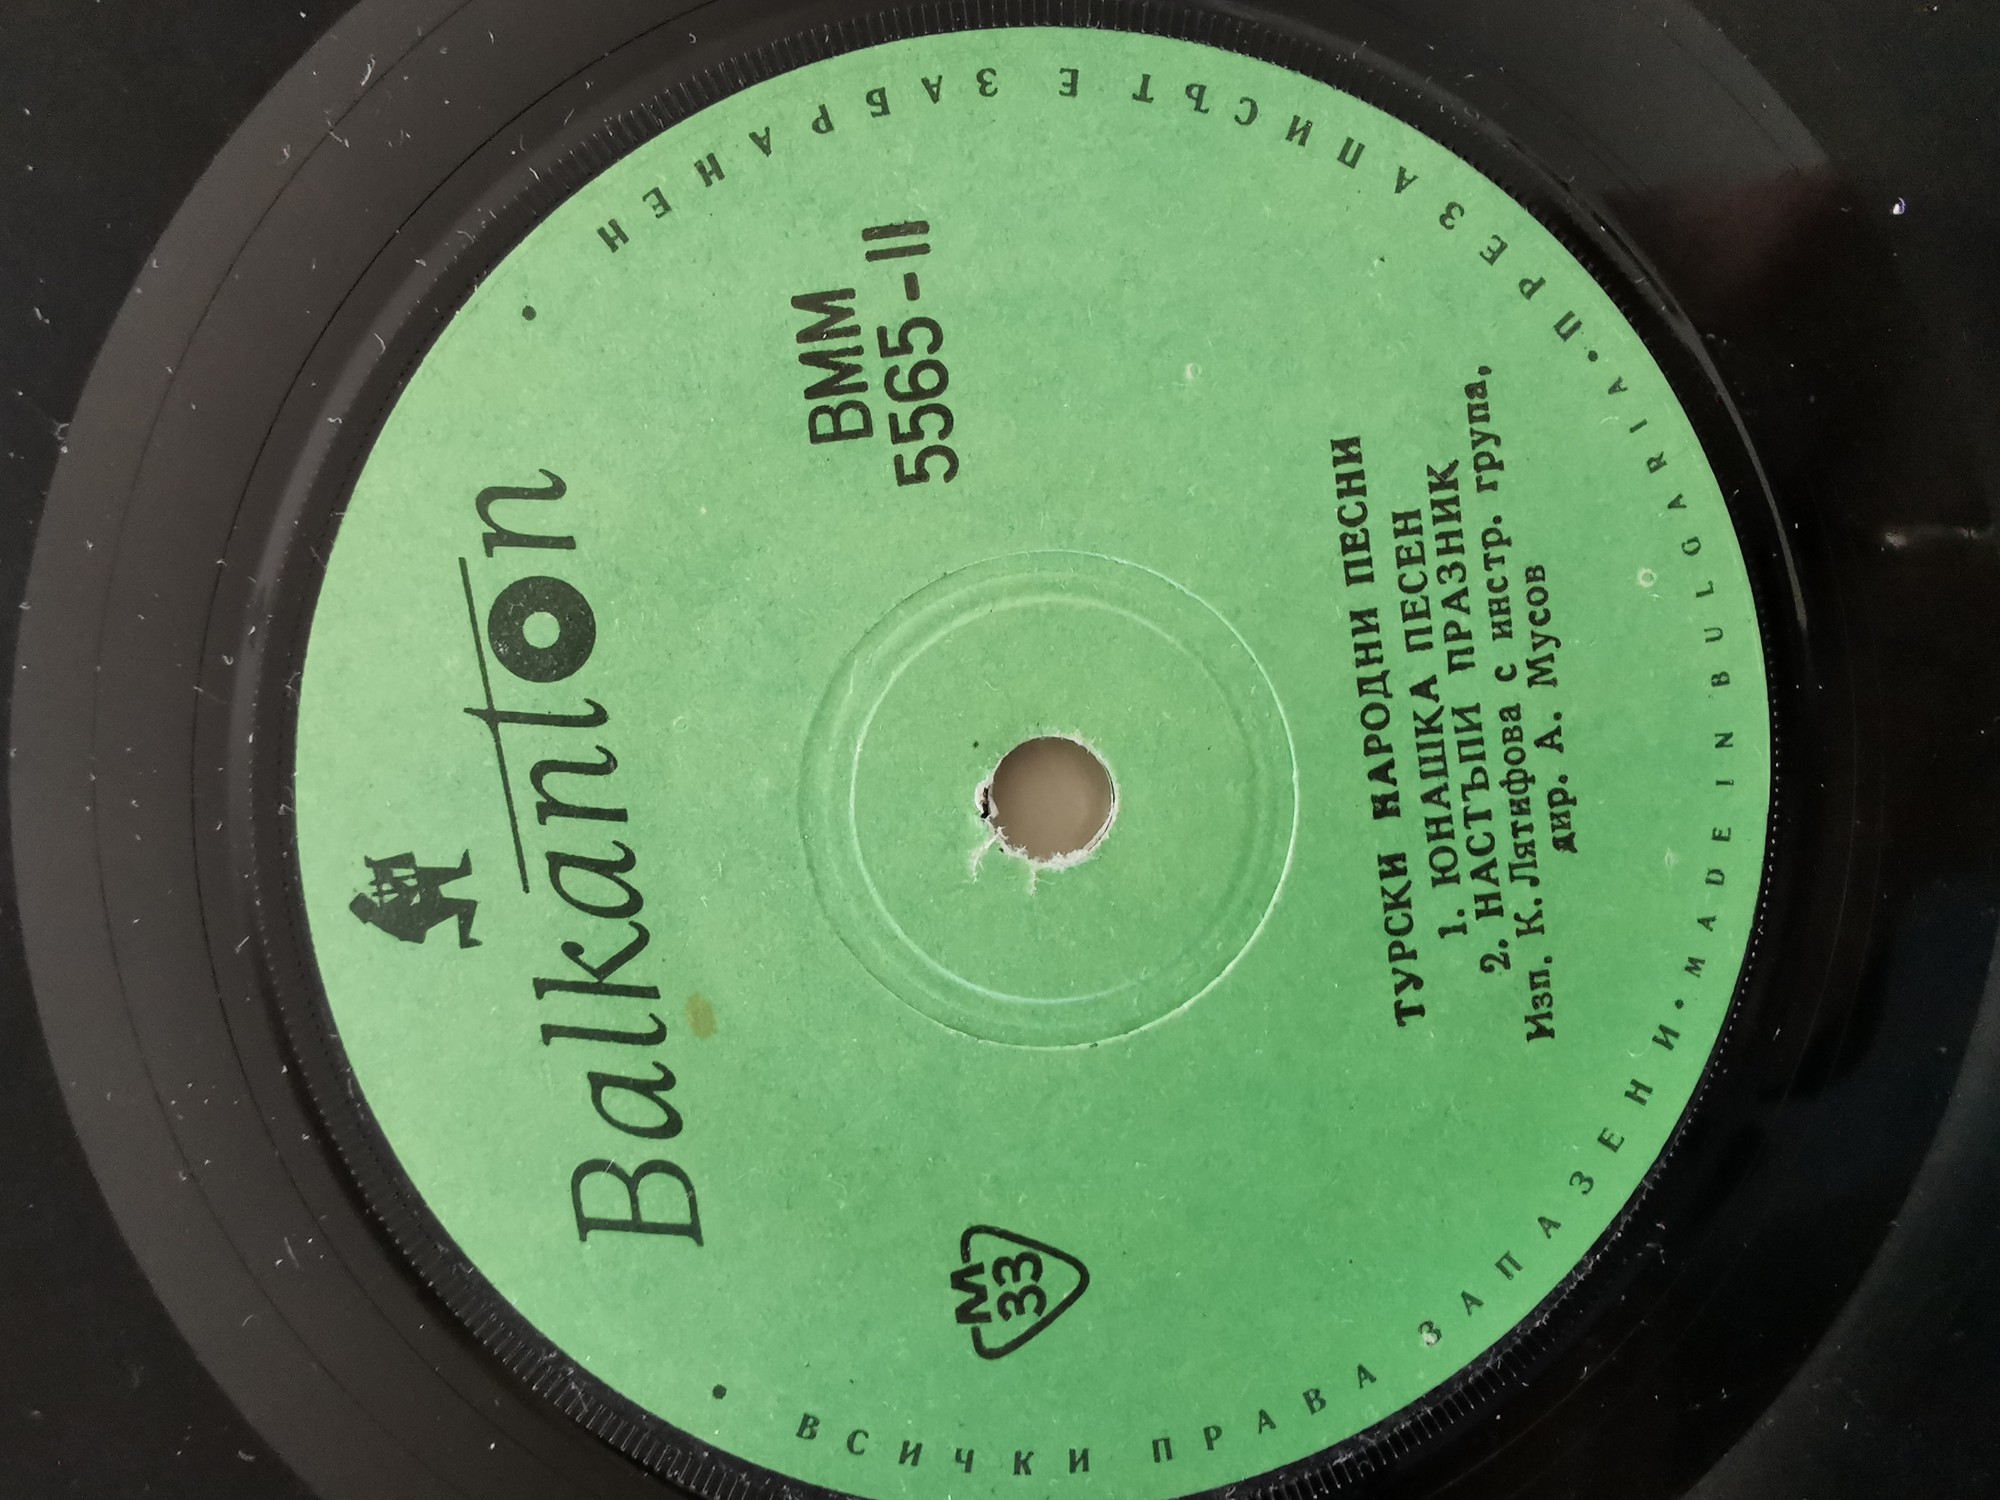 Balkanton
ВММ
5565-II
М
33
ТУРСКИ НАРОДНИ ПЕСНИ
1. ЮНАШКА ПЕСЕН
2. НАСТЪПИ ПРАЗНИК
Изп. К. Лятифова с инстр. група,
дир. А. Мусов
• ВСИЧКИ ПРАВА ЗАПАЗЕНИ • MADE IN BULGARIA • ПРЕЗАПИСЪТ Е ЗАБРАНЕН •